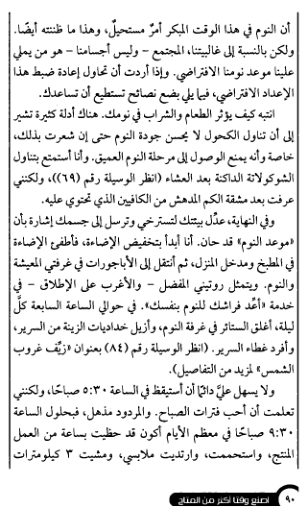 أن النوم في هذا الوقت المبكر أمرٌ مستحيلٌ، وهذا ما ظننته أيضًا.
ولكن بالنسبة إلى غالبيتنا، المجتمع - وليس أجسامنا - هو من يملي
علينا موعد نومنا الافتراضي. وإذا أردت أن تحاول إعادة ضبط هذا
الإعداد الافتراضي، فيما يلي بضع نصائح تستطيع أن تساعدك.
انتبه كيف يؤثر الطعام والشراب في نومك. هناك أدلة كثيرة تشير
إلى أن تناول الكحول لا يحسن جودة النوم حتى إن شعرت بذلك،
خاصة وأنه يمنع الوصول إلى مرحلة النوم العميق. وأنا أستمتع بتناول
الشوكولاتة الداكنة بعد العشاء (انظر الوسيلة رقم (٦٩))، ولكنني
عرفت بعد مشقة الكم المدهش من الكافيين الذي تحتوي عليه.
وفي النهاية، عدِّل بيئتك لتسترخي وترسل إلى جسمك إشارة بأن
«موعد النوم» قد حان. أنا أبدأ بتخفيض الإضاءة، فأطفئ الإضاءة
في المطبخ ومدخل المنزل، ثم أنتقل إلى الأباجورات في غرفتي المعيشة
والنوم. ويتمثل روتيني المفضل - والأغرب على الإطلاق - في
خدمة «أعِد فراشك للنوم بنفسك». في حوالي الساعة السابعة كلَّ
ليلة، أغلق الستائر في غرفة النوم، وأزيل خداديات الزينة من السرير،
وأفرد غطاء السرير. (انظر الوسيلة رقم (٨٤) بعنوان «زيِّف غروب
الشمس» لمزيد من التفاصيل).
ولا يسهل عليَّ دائمًا أن أستيقظ في الساعة ٥:٣٠ صباحًا، ولكنني
تعلمت أن أحب فترات الصباح. والمردود مذهل، فبحلول الساعة
٩:٣٠ صباحًا في معظم الأيام أكون قد حظيت بساعة من العمل
المنتج، واستحممت، وارتديت ملابسي، ومشيت ٣ كيلومترات
٩٠ اصنع وقتا أكثر من المتاح